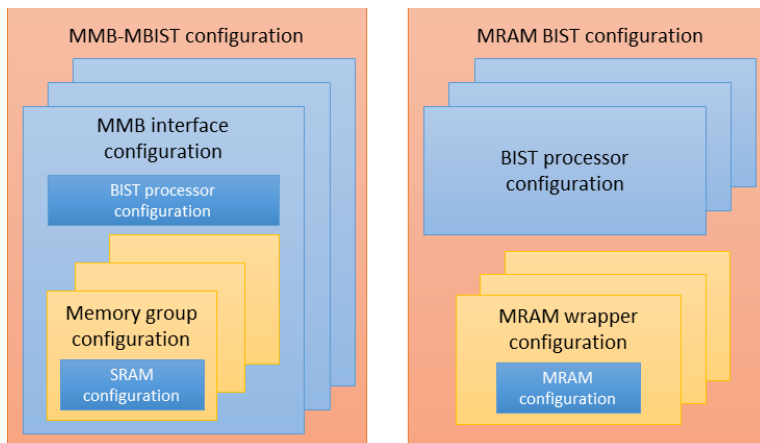 MMB-MBIST configuration
MMB interface
configuration
BIST processor
configuration
Memory group
configuration
SRAM
configuration
MRAM BIST configuration
BIST processor
configuration
MRAM wrapper
configuration
MRAM
configuration